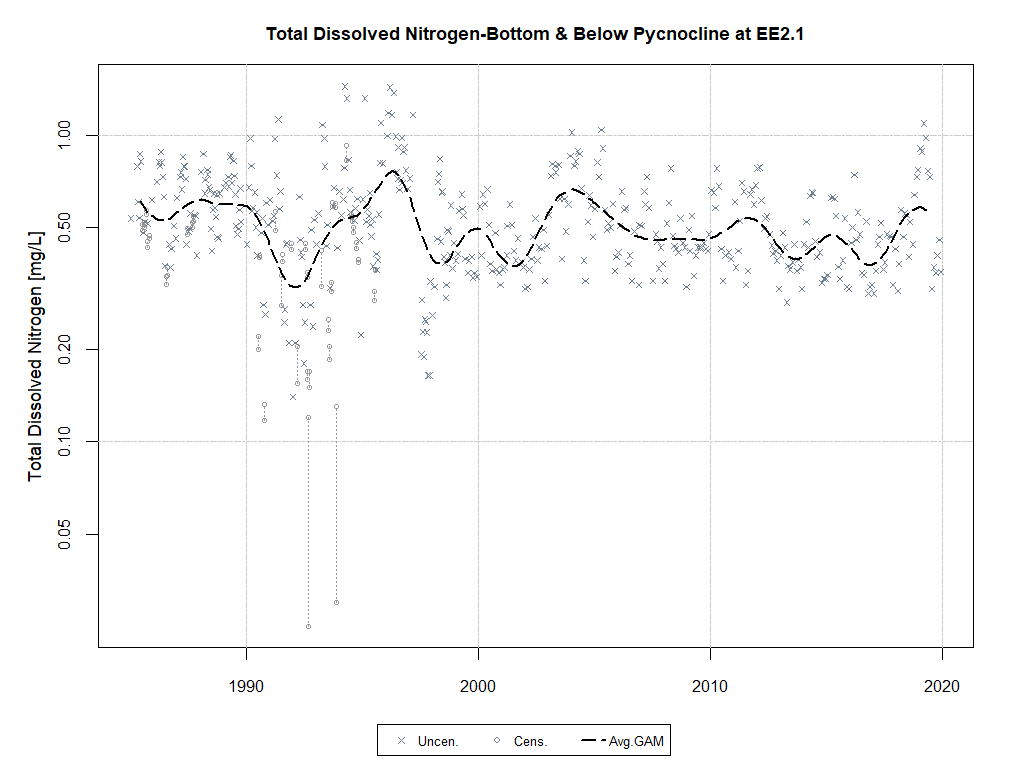 Total Dissolved Nitrogen-Bottom & Below Pycnocline at EE2.1
Total Dissolved Nitrogen [mg/L]
1.00
0.50
0.20
0.10
0.05
1990 2000 2010 2020
Uncen. Cens. Avg.GAM